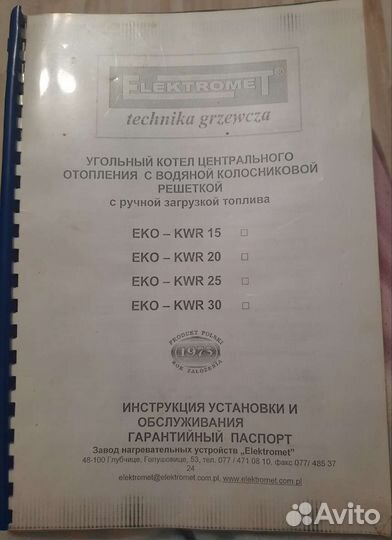 ELEKTROMET®
technika grzewcza
УГОЛЬНЫЙ КОТЕЛ ЦЕНТРАЛЬНОГО
ОТОПЛЕНИЯ С ВОДЯНОЙ КОЛОСНИКОВОЙ
РЕШЕТКОЙ
с ручной загрузкой топлива
EKO – KWR 15 □
EKO – KWR 20 □
EKO – KWR 25 □
EKO – KWR 30 □
PRODUKT POLSKI
1975
ROK ZAŁOŻENIA
ИНСТРУКЦИЯ УСТАНОВКИ И
ОБСЛУЖИВАНИЯ
ГАРАНТИЙНЫЙ ПАСПОРТ
Завод нагревательных устройств „Elektromet"
48-100 Глубчице, Голушовице, 53, тел. 077 / 471 08 10, факс 077/ 485 37
24
elektromet@elektromet.com.pl, www.elektromet.com.pl
Avito